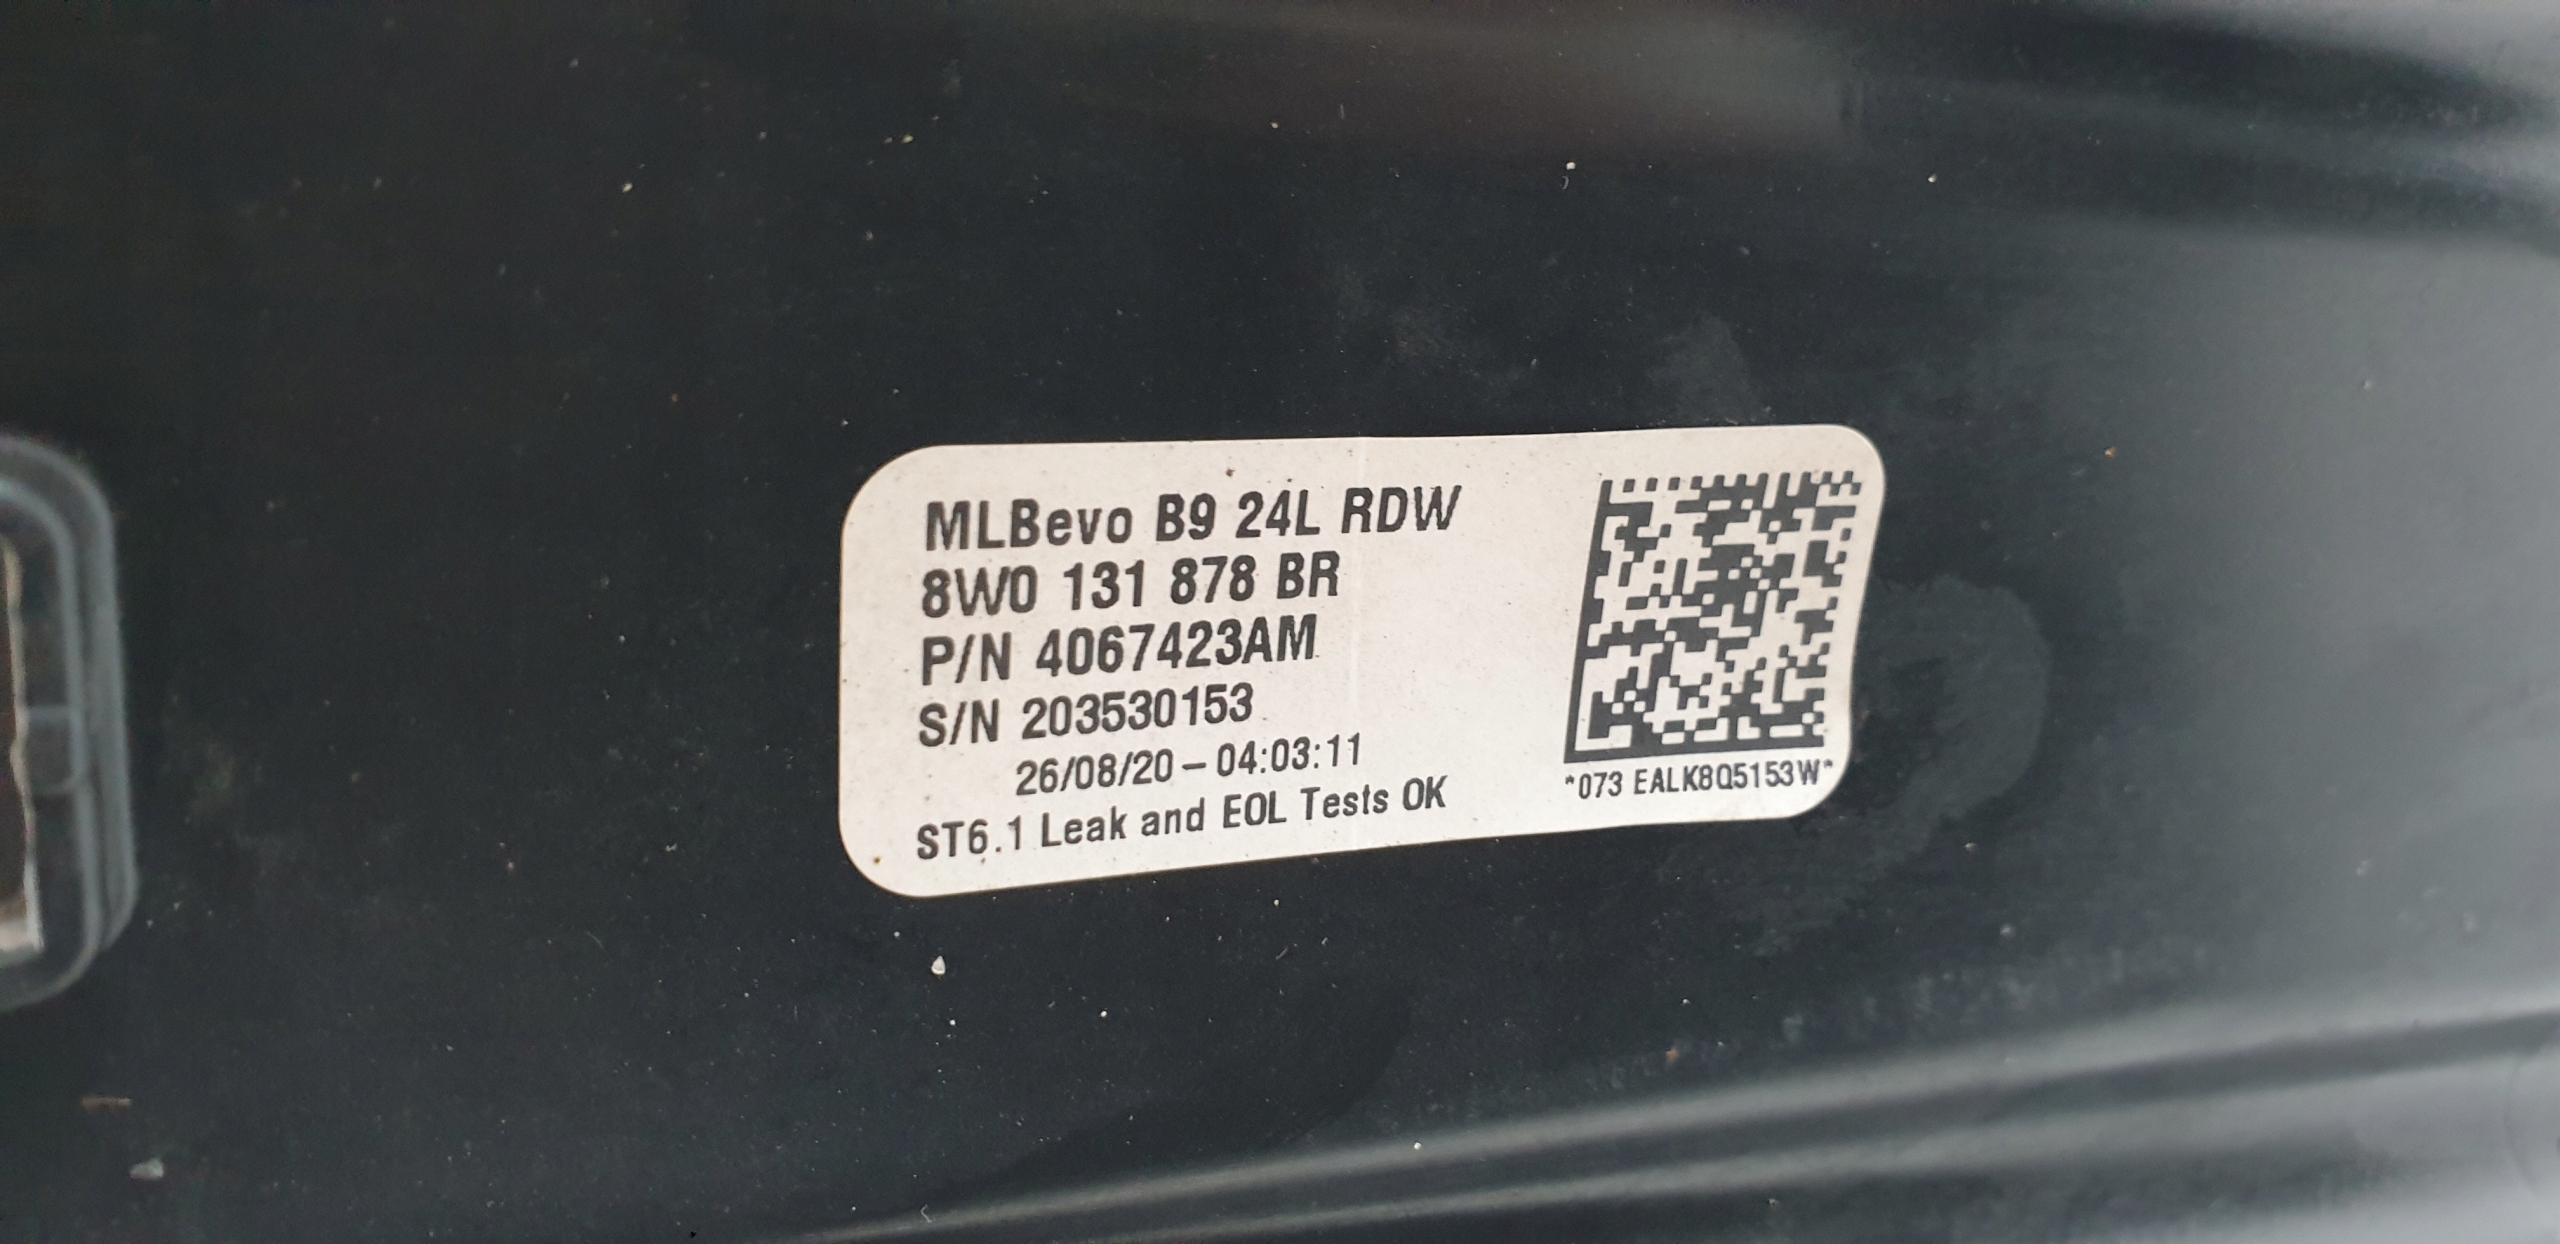 MLBevo B9 24L RDW
8W0 131 878 BR
P/N 4067423AM
S/N 203530153
26/08/20 – 04:03:11
ST6.1 Leak and EOL Tests OK
*073 EALK8Q5153W*